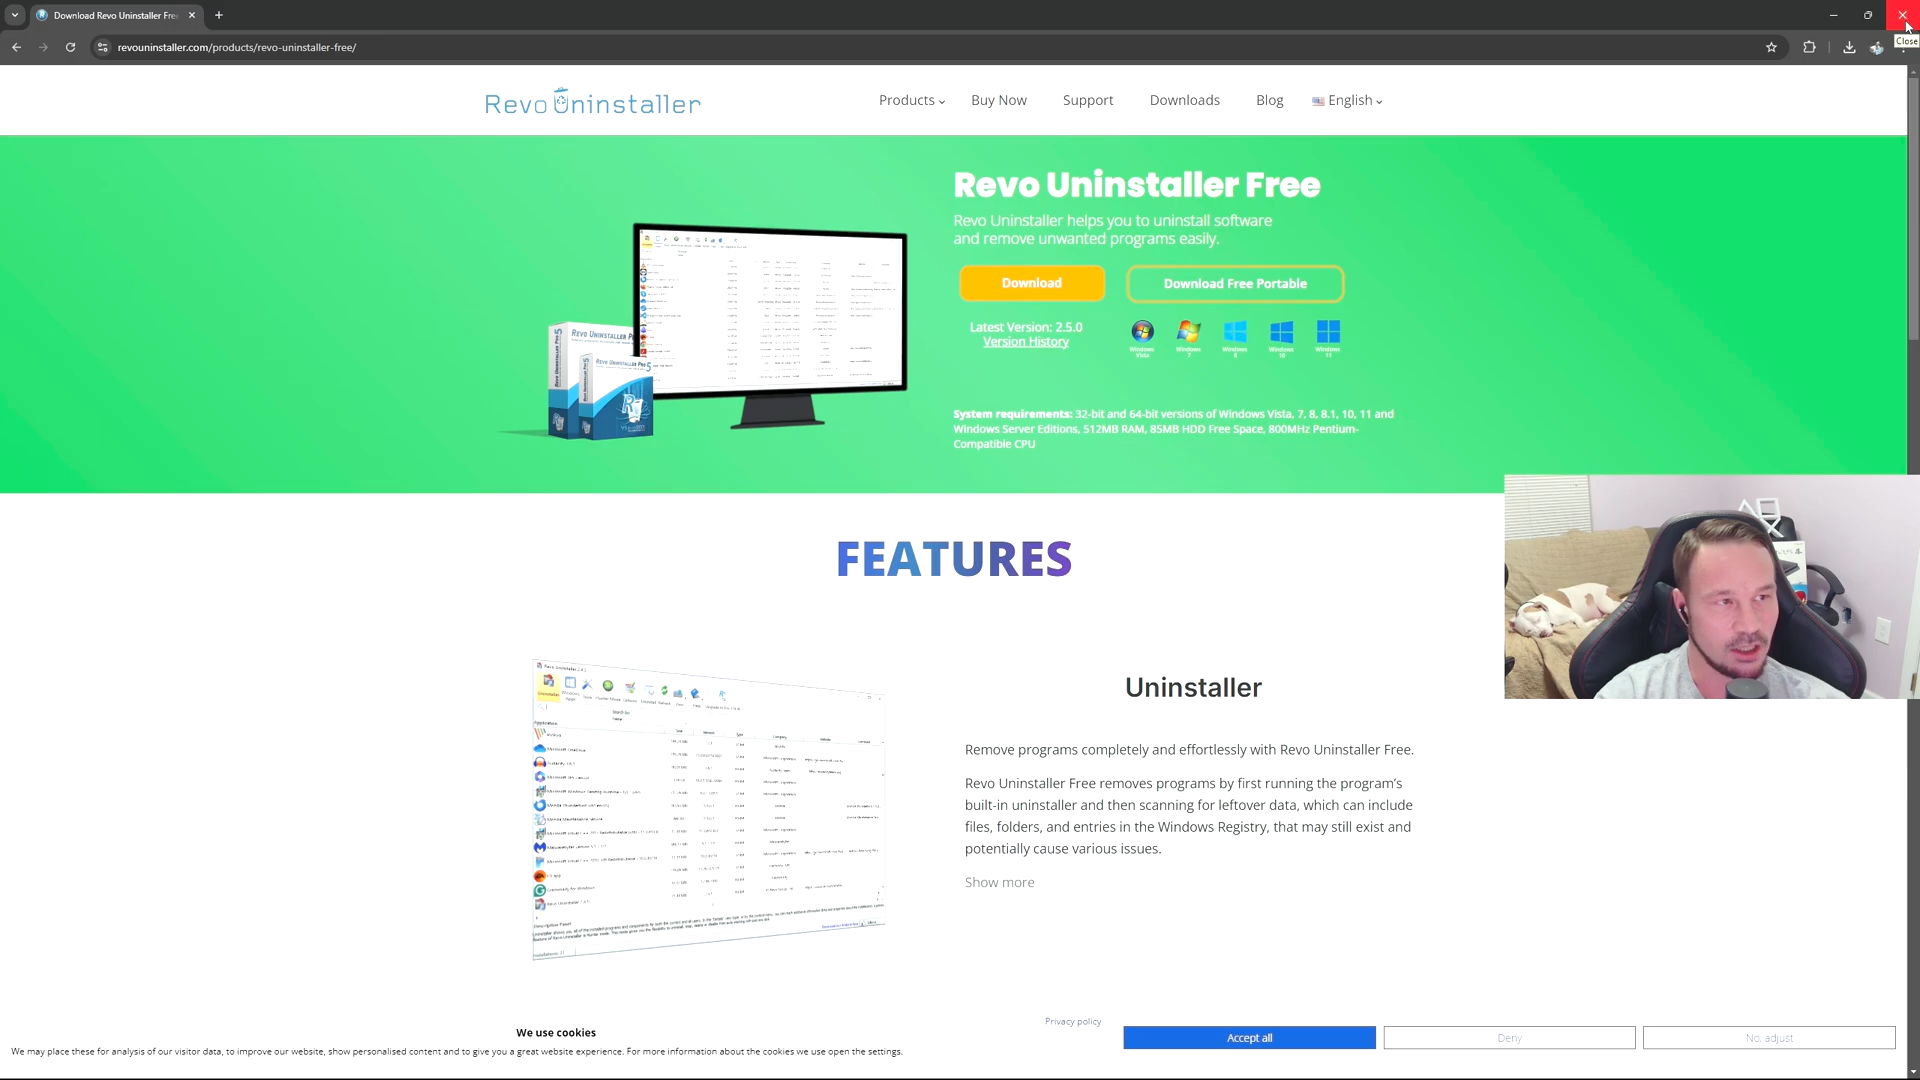 Download Revo Uninstaller Fre
revouninstaller.com/products/revo-uninstaller-free/
Close
Revo Uninstaller
Products
Buy Now
Support
Downloads
Blog
English
Revo Uninstaller Free
Revo Uninstaller helps you to uninstall software
and remove unwanted programs easily.
Download
Download Free Portable
Latest Version: 2.5.0
Version History
Windows Vista
Windows 7
Windows 8
Windows 10
Windows 11
System requirements: 32-bit and 64-bit versions of Windows Vista, 7, 8, 8.1, 10, 11 and
Windows Server Editions, 512MB RAM, 85MB HDD Free Space, 800MHz Pentium-
Compatible CPU
FEATURES
Uninstaller
Remove programs completely and effortlessly with Revo Uninstaller Free.
Revo Uninstaller Free removes programs by first running the program’s
built-in uninstaller and then scanning for leftover data, which can include
files, folders, and entries in the Windows Registry, that may still exist and
potentially cause various issues.
Show more
We use cookies
We may place these for analysis of our visitor data, to improve our website, show personalised content and to give you a great website experience. For more information about the cookies we use open the settings.
Privacy policy
Accept all
Deny
No, adjust